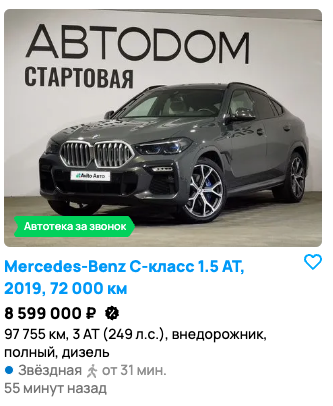 АВТОДОМ
СТАРТОВАЯ
Avito Авто
Автотека за звонок
Mercedes-Benz C-класс 1.5 AT,
2019, 72 000 км
8 599 000 ₽
97 755 км, 3 AT (249 л.с.), внедорожник,
полный, дизель
Звёздная от 31 мин.
55 минут назад